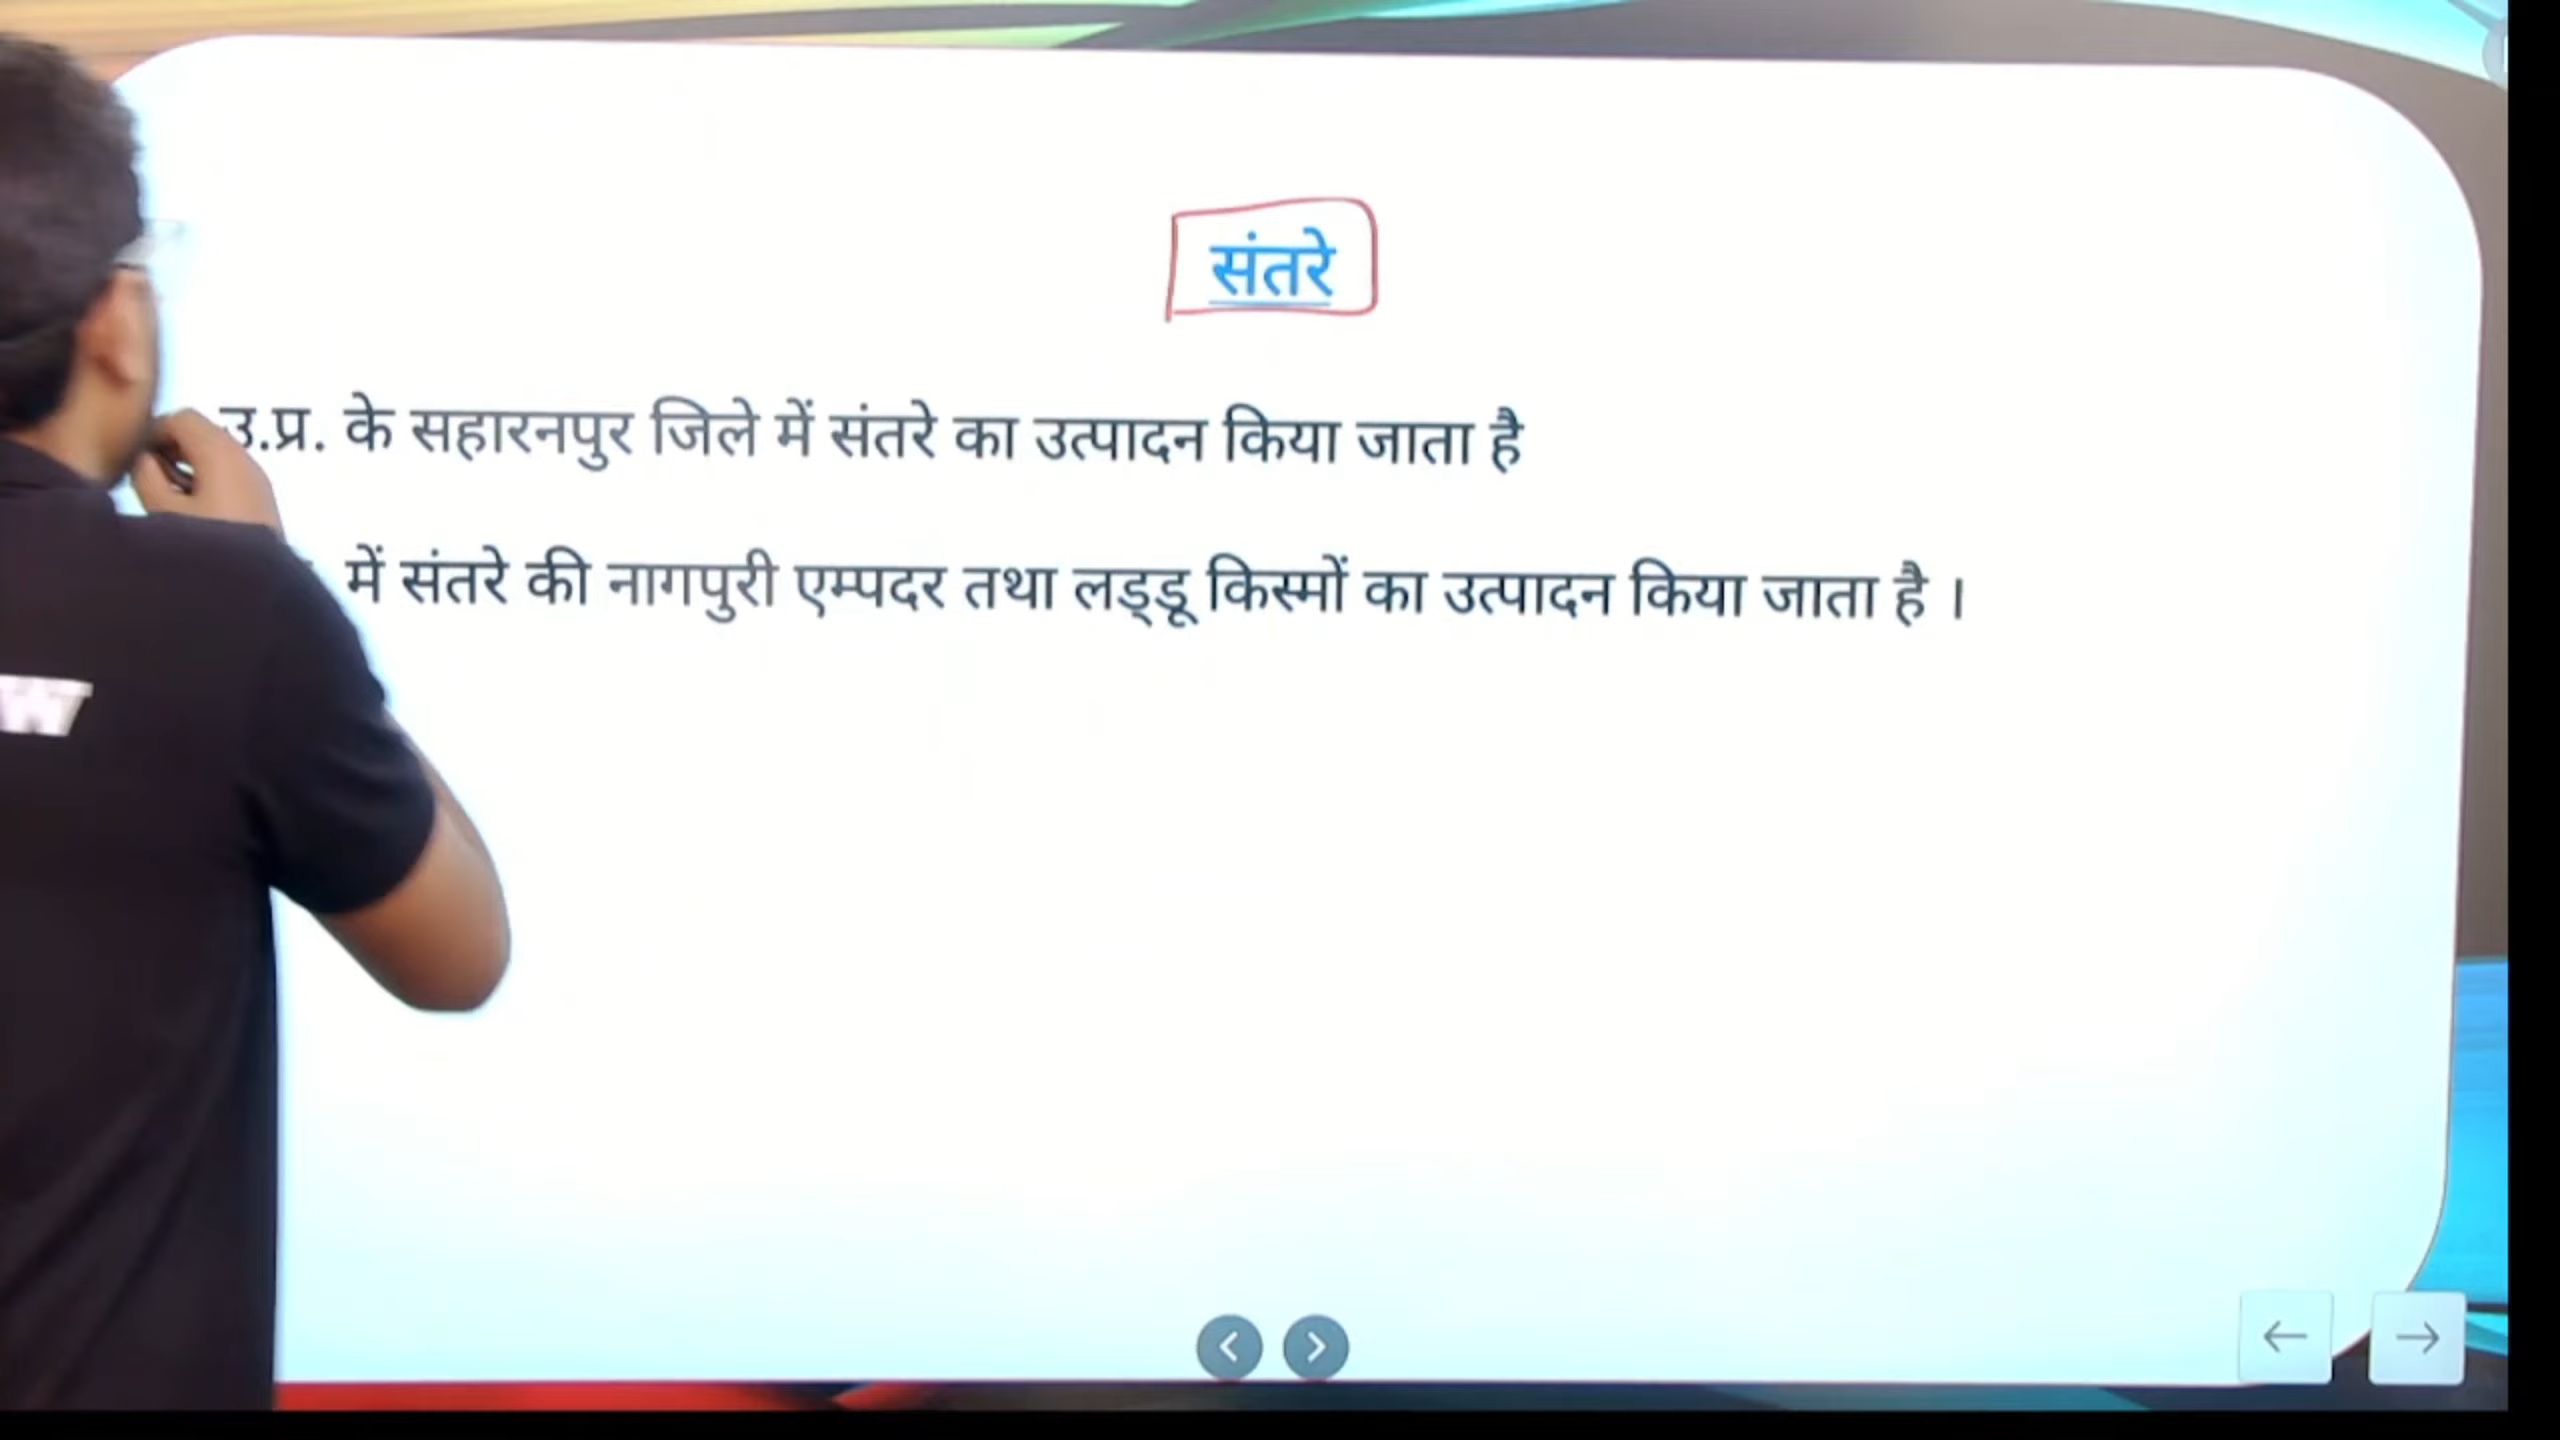 संतरे
उ.प्र. के सहारनपुर जिले में संतरे का उत्पादन किया जाता है
में संतरे की नागपुरी एम्पदर तथा लड्डू किस्मों का उत्पादन किया जाता है ।
W